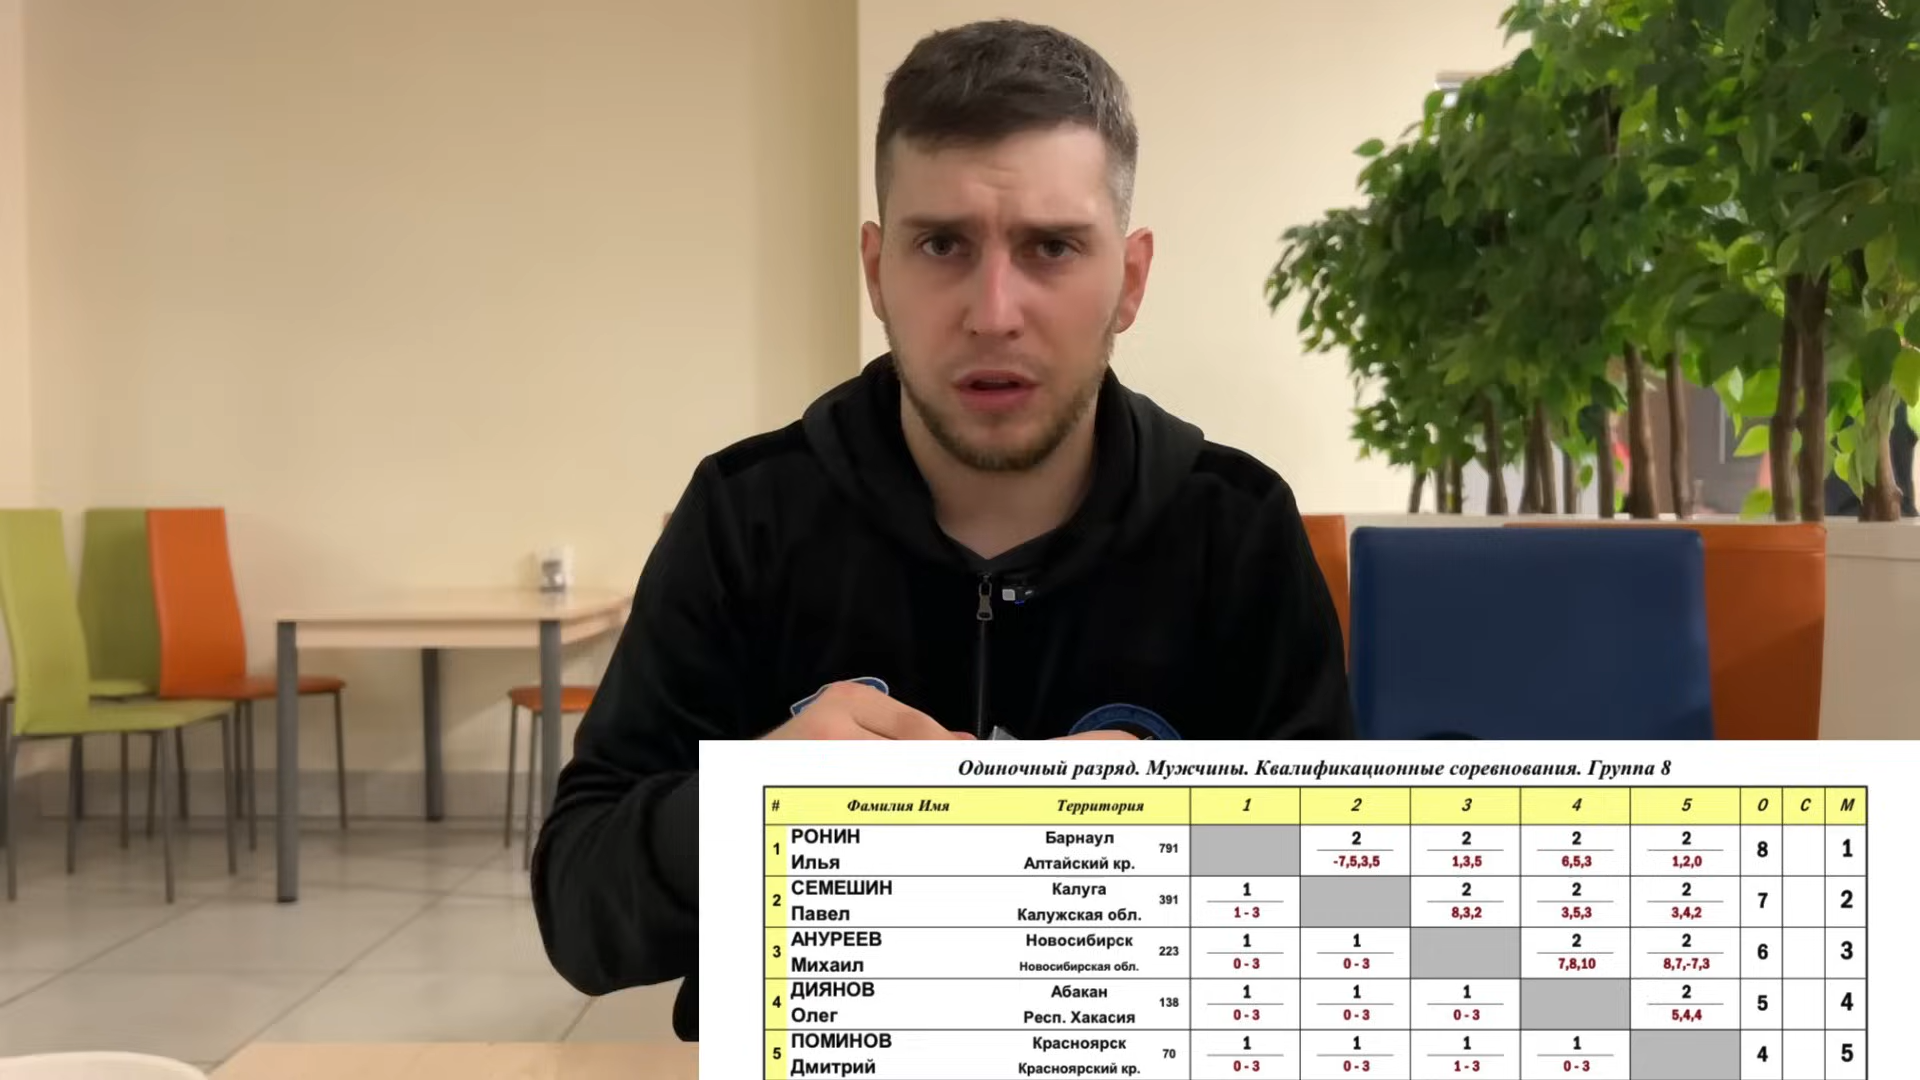 Одиночный разряд. Мужчины. Квалификационные соревнования. Группа 8
# Фамилия Имя Территория 1 2 3 4 5 О С М
1 РОНИН Илья Барнаул Алтайский кр. 791 2 -7,5,3,5 2 1,3,5 2 6,5,3 2 1,2,0 8 1
2 СЕМЕШИН Павел Калуга Калужская обл. 391 1 1 - 3 2 8,3,2 2 3,5,3 2 3,4,2 7 2
3 АНУРЕЕВ Михаил Новосибирск Новосибирская обл. 223 1 0 - 3 1 0 - 3 2 7,8,10 2 8,7,-7,3 6 3
4 ДИЯНОВ Олег Абакан Респ. Хакасия 138 1 0 - 3 1 0 - 3 1 0 - 3 2 5,4,4 5 4
5 ПОМИНОВ Дмитрий Красноярск Красноярский кр. 70 1 0 - 3 1 0 - 3 1 1 - 3 1 0 - 3 4 5